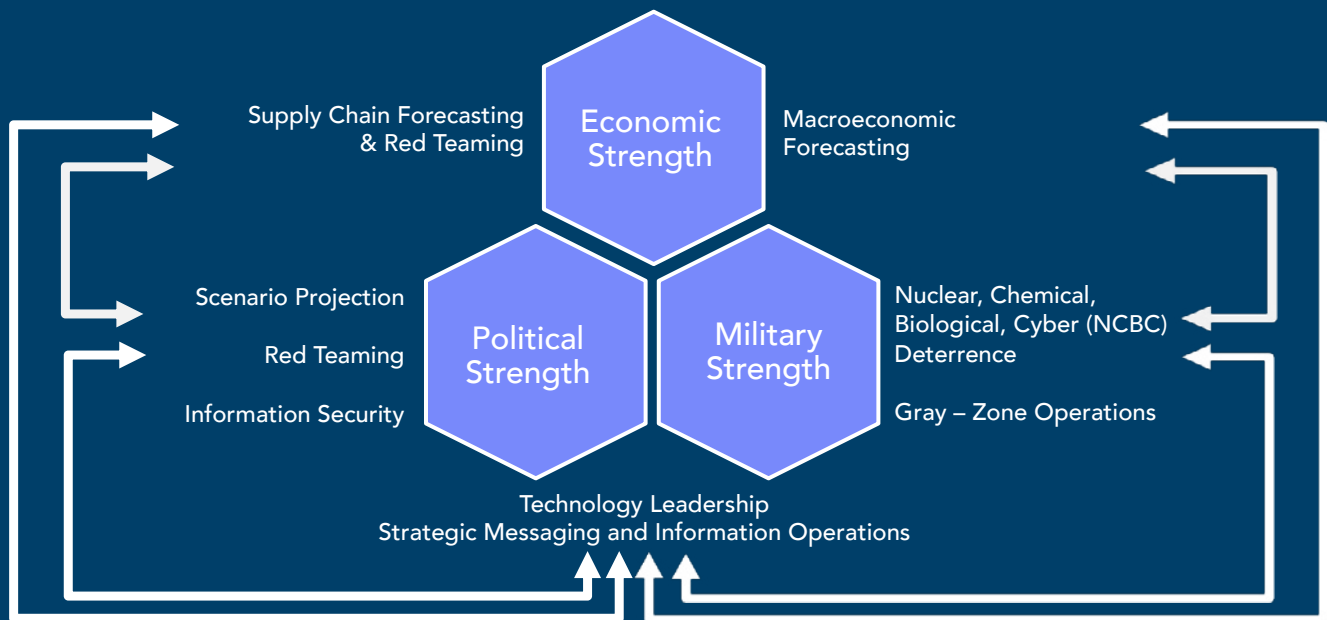 Supply Chain Forecasting
& Red Teaming
Economic
Strength
Macroeconomic
Forecasting
Scenario Projection
Red Teaming
Information Security
Political
Strength
Military
Strength
Nuclear, Chemical,
Biological, Cyber (NCBC)
Deterrence
Gray – Zone Operations
Technology Leadership
Strategic Messaging and Information Operations